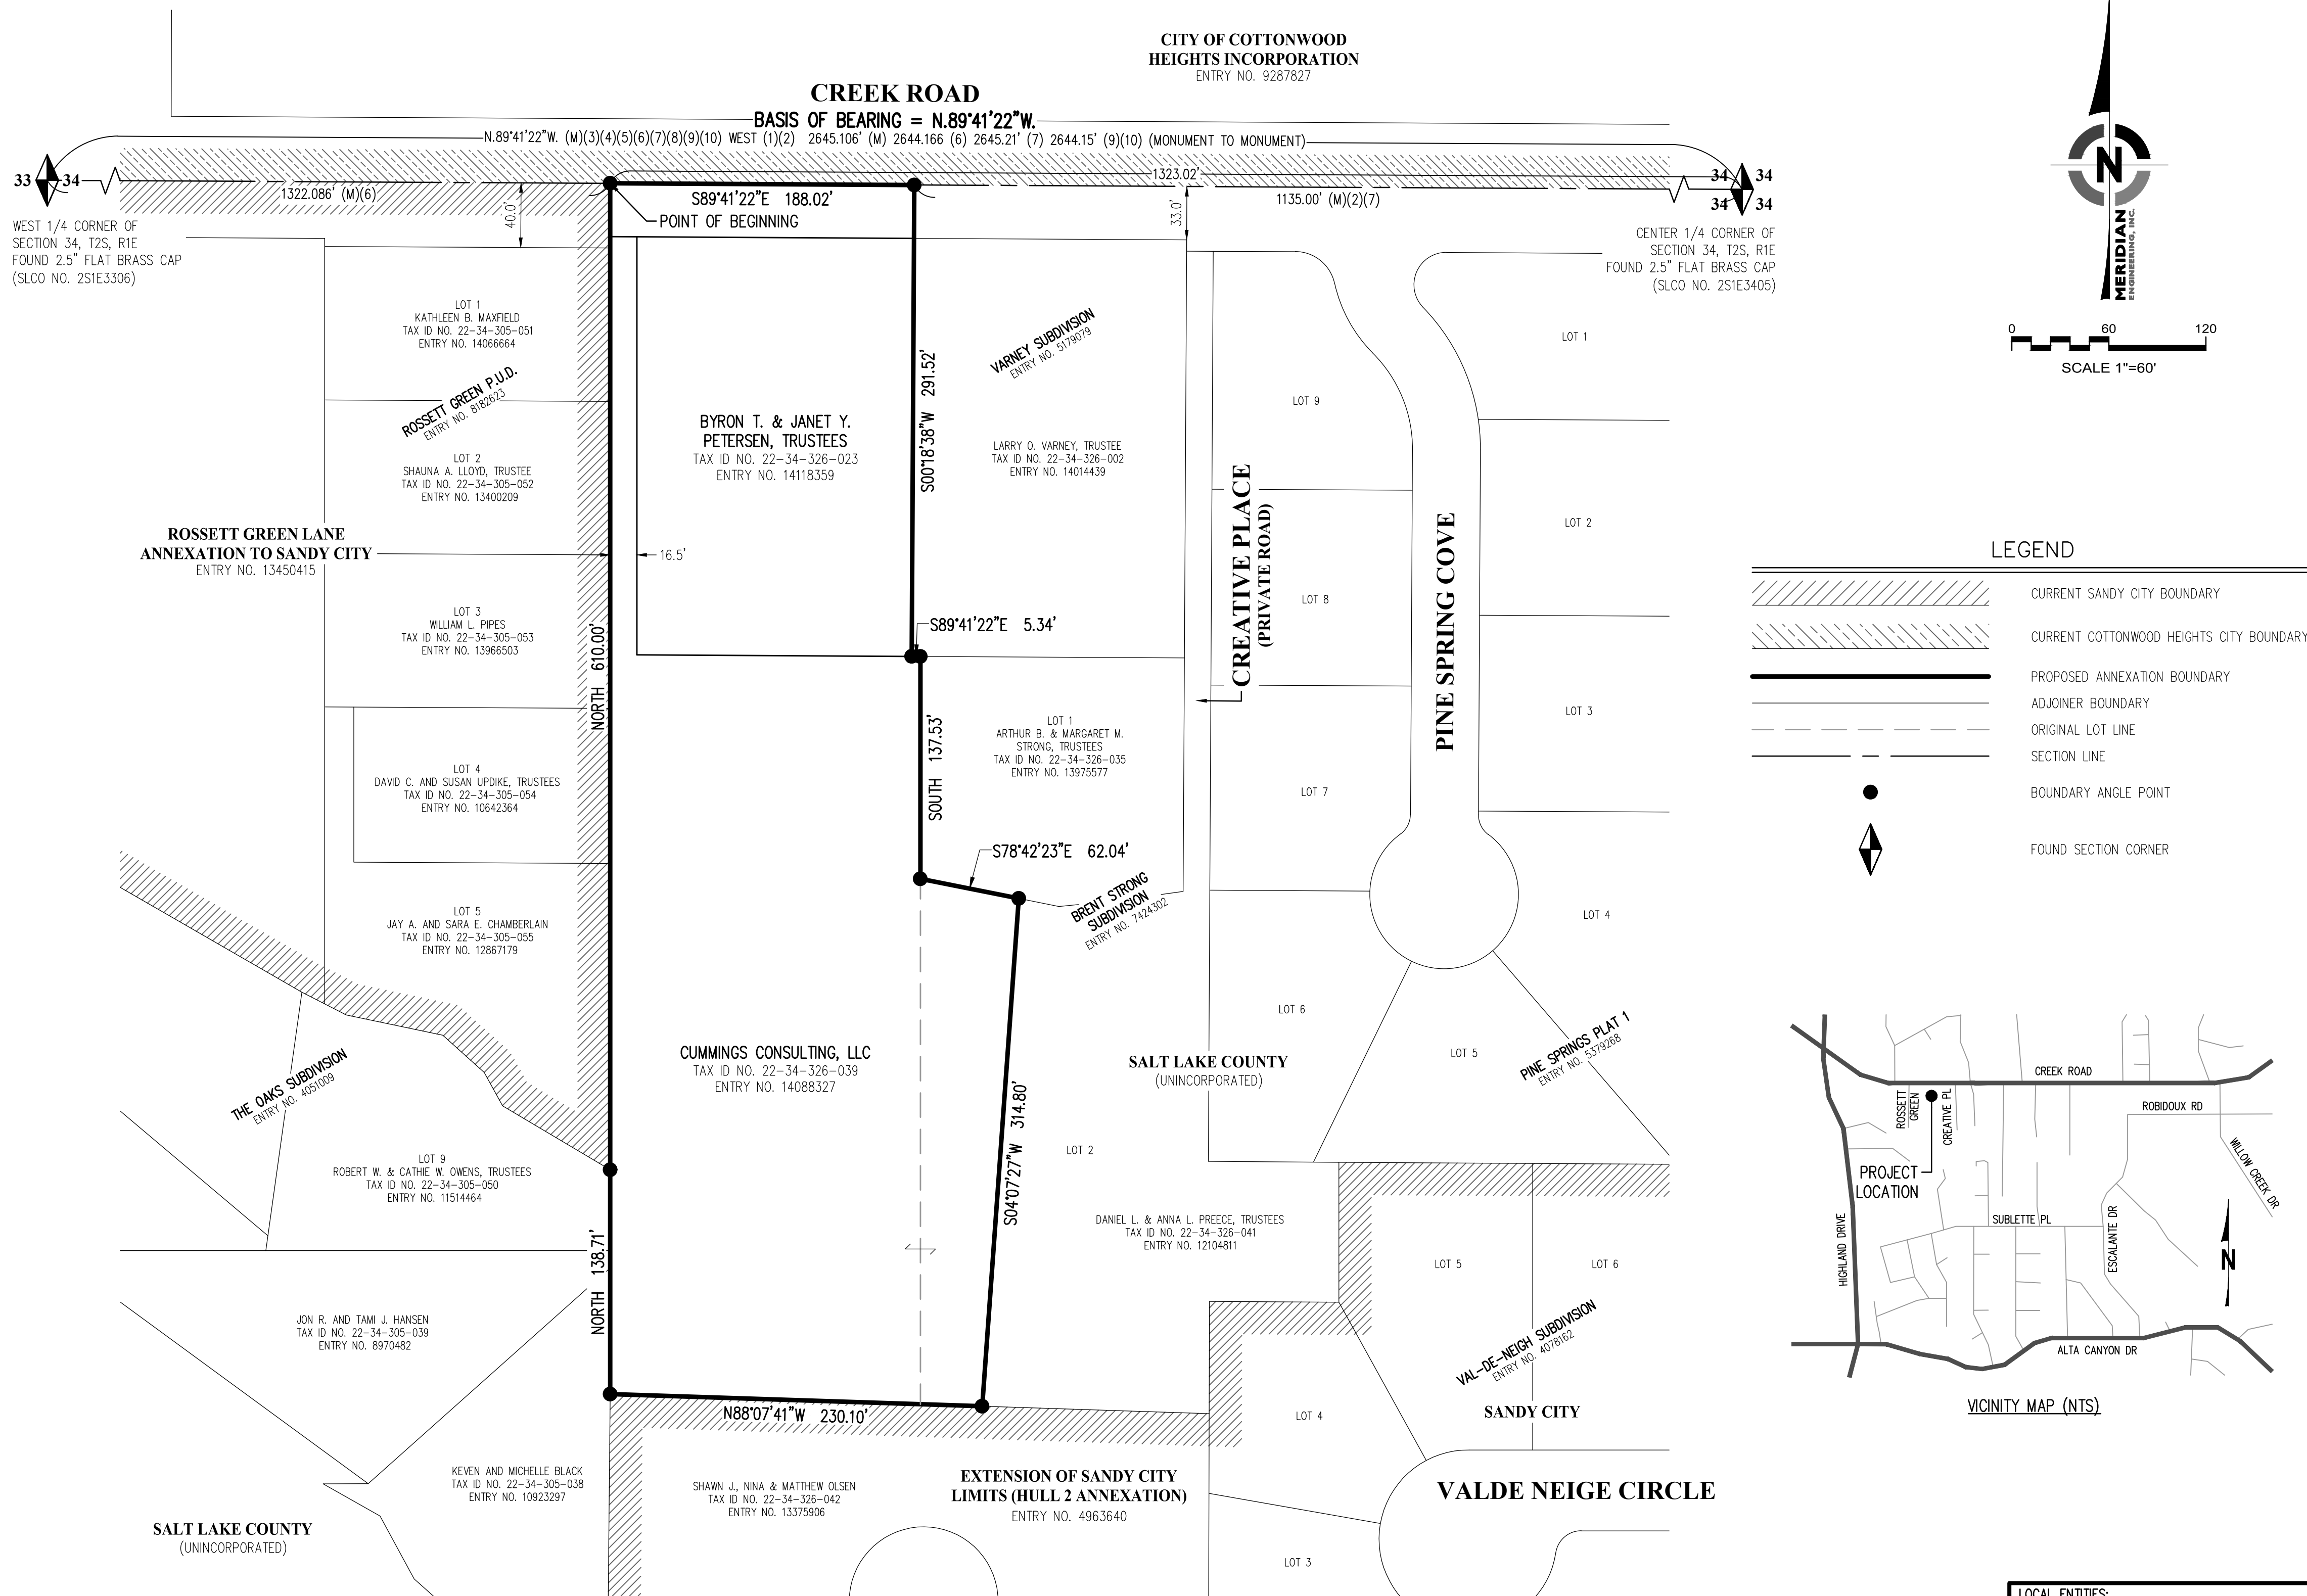 CITY OF COTTONWOOD
HEIGHTS INCORPORATION
ENTRY NO. 9287827
CREEK ROAD
BASIS OF BEARING = N.89°41'22"W.
N.89°41'22"W. (M)(3)(4)(5)(6)(7)(8)(9)(10) WEST (1)(2) 2645.106' (M) 2644.166 (6) 2645.21' (7) 2644.15' (9)(10) (MONUMENT TO MONUMENT)
33 34
1322.086' (M)(6)
S89°41'22"E 188.02'
POINT OF BEGINNING
40.0'
1323.02'
1135.00' (M)(2)(7)
33.0'
34 34
34 34
WEST 1/4 CORNER OF
SECTION 34, T2S, R1E
FOUND 2.5" FLAT BRASS CAP
(SLCO NO. 2S1E3306)
CENTER 1/4 CORNER OF
SECTION 34, T2S, R1E
FOUND 2.5" FLAT BRASS CAP
(SLCO NO. 2S1E3405)
N
MERIDIAN
ENGINEERING, INC.
0 60 120
SCALE 1"=60'
LOT 1
KATHLEEN B. MAXFIELD
TAX ID NO. 22-34-305-051
ENTRY NO. 14066664
ROSSETT GREEN P.U.D.
ENTRY NO. 8182623
LOT 2
SHAUNA A. LLOYD, TRUSTEE
TAX ID NO. 22-34-305-052
ENTRY NO. 13400209
ROSSETT GREEN LANE
ANNEXATION TO SANDY CITY
ENTRY NO. 13450415
LOT 3
WILLIAM L. PIPES
TAX ID NO. 22-34-305-053
ENTRY NO. 13966503
LOT 4
DAVID C. AND SUSAN UPDIKE, TRUSTEES
TAX ID NO. 22-34-305-054
ENTRY NO. 10642364
LOT 5
JAY A. AND SARA E. CHAMBERLAIN
TAX ID NO. 22-34-305-055
ENTRY NO. 12867179
THE OAKS SUBDIVISION
ENTRY NO. 4051009
LOT 9
ROBERT W. & CATHIE W. OWENS, TRUSTEES
TAX ID NO. 22-34-305-050
ENTRY NO. 11514464
JON R. AND TAMI J. HANSEN
TAX ID NO. 22-34-305-039
ENTRY NO. 8970482
KEVEN AND MICHELLE BLACK
TAX ID NO. 22-34-305-038
ENTRY NO. 10923297
SALT LAKE COUNTY
(UNINCORPORATED)
NORTH 610.00'
NORTH 138.71'
16.5'
BYRON T. & JANET Y.
PETERSEN, TRUSTEES
TAX ID NO. 22-34-326-023
ENTRY NO. 14118359
S00°18'38"W 291.52'
S89°41'22"E 5.34'
SOUTH 137.53'
S78°42'23"E 62.04'
S04°07'27"W 314.80'
N88°07'41"W 230.10'
CUMMINGS CONSULTING, LLC
TAX ID NO. 22-34-326-039
ENTRY NO. 14088327
VARNEY SUBDIVISION
ENTRY NO. 5179079
LARRY O. VARNEY, TRUSTEE
TAX ID NO. 22-34-326-002
ENTRY NO. 14014439
LOT 1
ARTHUR B. & MARGARET M.
STRONG, TRUSTEES
TAX ID NO. 22-34-326-035
ENTRY NO. 13975577
BRENT STRONG
SUBDIVISION
ENTRY NO. 7424302
SALT LAKE COUNTY
(UNINCORPORATED)
LOT 2
DANIEL L. & ANNA L. PREECE, TRUSTEES
TAX ID NO. 22-34-326-041
ENTRY NO. 12104811
SHAWN J., NINA & MATTHEW OLSEN
TAX ID NO. 22-34-326-042
ENTRY NO. 13375906
EXTENSION OF SANDY CITY
LIMITS (HULL 2 ANNEXATION)
ENTRY NO. 4963640
CREATIVE PLACE
(PRIVATE ROAD)
PINE SPRING COVE
LOT 9
LOT 8
LOT 7
LOT 6
LOT 5
LOT 1
LOT 2
LOT 3
LOT 4
PINE SPRINGS PLAT 1
ENTRY NO. 5379268
LOT 5
LOT 6
VAL-DE-NEIGH SUBDIVISION
ENTRY NO. 4078162
SANDY CITY
LOT 4
LOT 3
VALDE NEIGE CIRCLE
LEGEND
CURRENT SANDY CITY BOUNDARY
CURRENT COTTONWOOD HEIGHTS CITY BOUNDARY
PROPOSED ANNEXATION BOUNDARY
ADJOINER BOUNDARY
ORIGINAL LOT LINE
SECTION LINE
BOUNDARY ANGLE POINT
FOUND SECTION CORNER
CREEK ROAD
ROSSETT
GREEN
CREATIVE PL
ROBIDOUX RD
WILLOW CREEK DR
PROJECT
LOCATION
HIGHLAND DRIVE
SUBLETTE PL
ESCALANTE DR
N
ALTA CANYON DR
VICINITY MAP (NTS)
LOCAL ENTITIES: